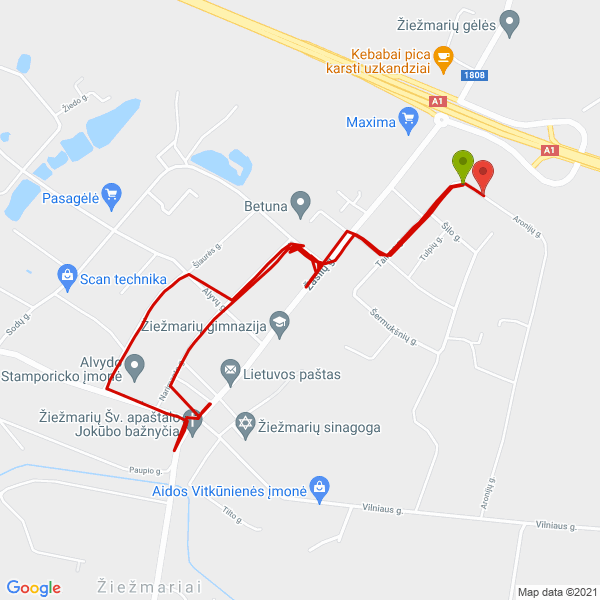 Žiežmarių gėlės
Kebabai pica
karsti uzkandziai
1808
A1
Maxima
A1
Žiedo g.
Pasagėlė
Betuna
Aronijų g.
Šilo g.
Tulpių g.
Šiaurės g.
Scan technika
Žaslių g.
Alyvų g.
Sodų g.
Žiežmarių gimnazija
Šermukšnių g.
Alvydo
Stamporicko įmonė
Lietuvos paštas
Žiežmarių Šv. apaštalo
Jokūbo bažnyčia
Žiežmarių sinagoga
Paupio g.
Aronijų g.
Aidos Vitkūnienės įmonė
Vilniaus g.
Tilto g.
Vilniaus g.
Žiežmariai
Google
Map data ©2021